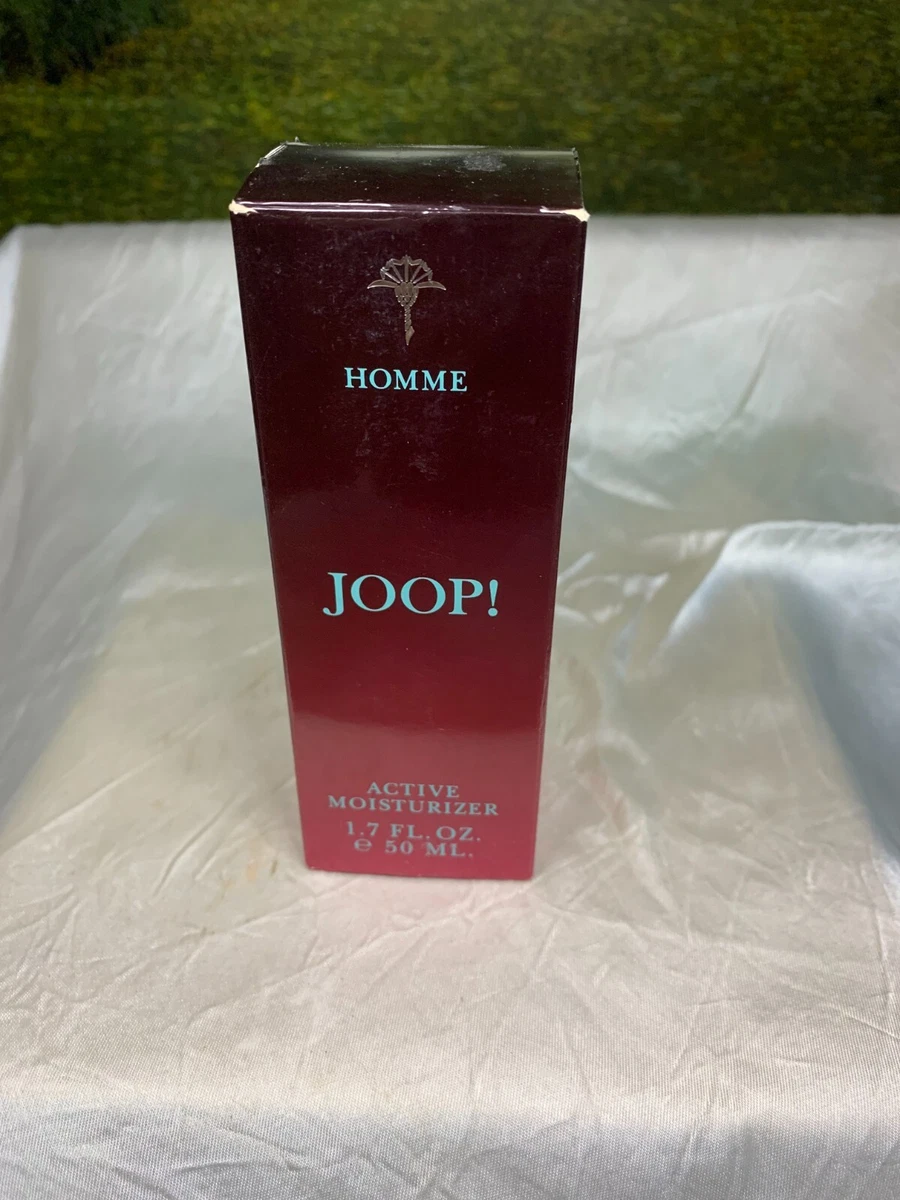 HOMME
JOOP!
ACTIVE
MOISTURIZER
1.7 FL. OZ.
℮ 50 ML.